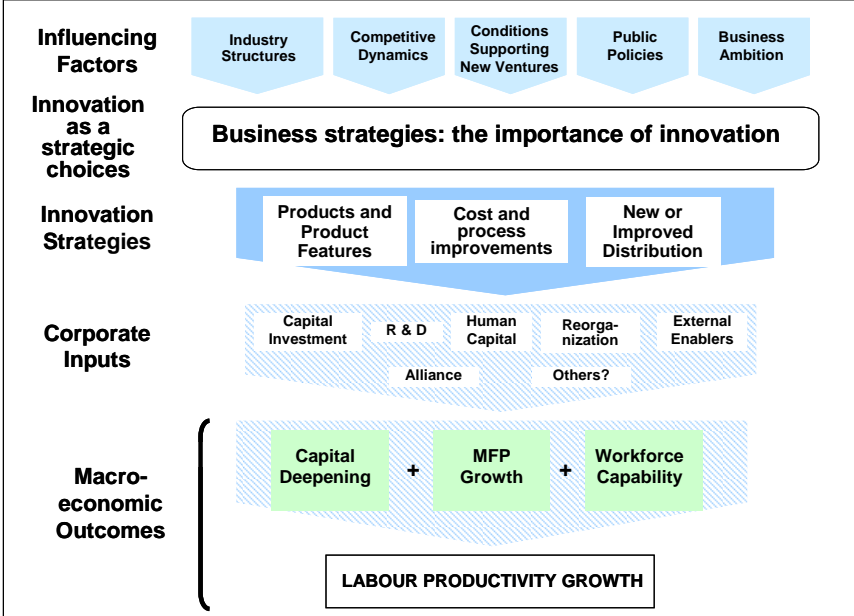 Influencing
Factors
Industry
Structures
Competitive
Dynamics
Conditions
Supporting
New Ventures
Public
Policies
Business
Ambition
Innovation
as a
strategic
choices
Business strategies: the importance of innovation
Innovation
Strategies
Products and
Product
Features
Cost and
process
improvements
New or
Improved
Distribution
Corporate
Inputs
Capital
Investment
R & D
Human
Capital
Reorga-
nization
External
Enablers
Alliance
Others?
Macro-
economic
Outcomes
Capital
Deepening
+
MFP
Growth
+
Workforce
Capability
LABOUR PRODUCTIVITY GROWTH